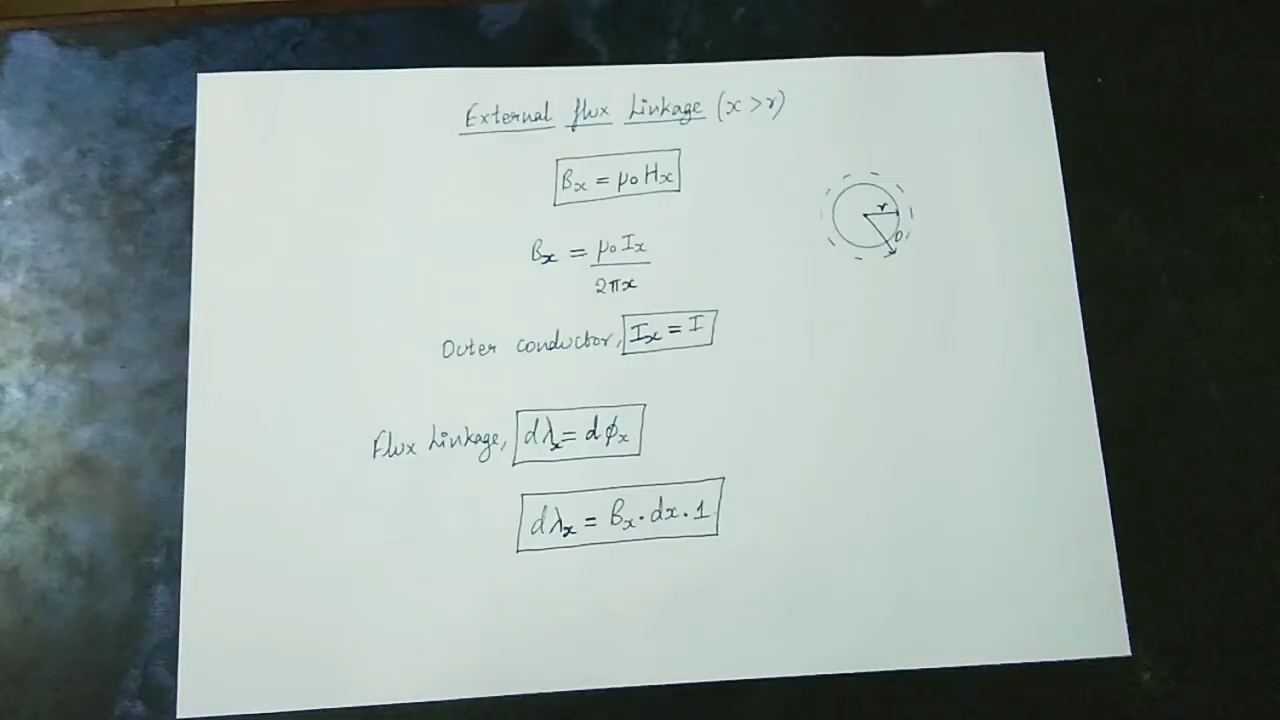 External flux Linkage (x > r)
Bx = μ0 Hx
Bx = μ0 Ix / 2πx
r
D1
Outer conductor, Ix = I
Flux Linkage, dλx = dϕx
dλx = Bx . dx . 1